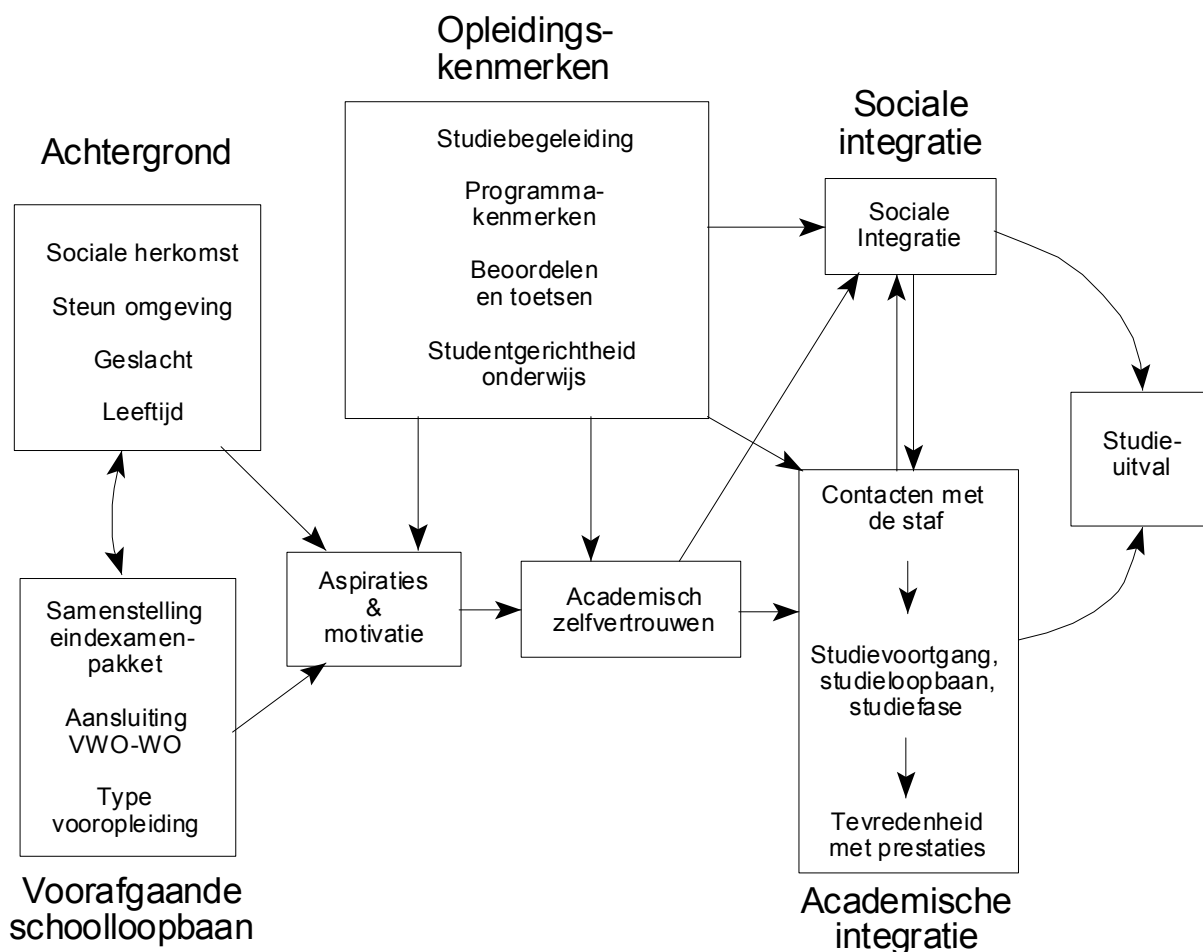 Opleidings-
kenmerken
Studiebegeleiding
Programma-
kenmerken
Beoordelen
en toetsen
Studentgerichtheid
onderwijs
Achtergrond
Sociale herkomst
Steun omgeving
Geslacht
Leeftijd
Sociale
integratie
Sociale
Integratie
Studie-
uitval
Samenstelling
eindexamen-
pakket
Aansluiting
VWO-WO
Type
vooropleiding
Voorafgaande
schoolloopbaan
Aspiraties
&
motivatie
Academisch
zelfvertrouwen
Contacten met
de staf
Studievoortgang,
studieloopbaan,
studiefase
Tevredenheid
met prestaties
Academische
integratie